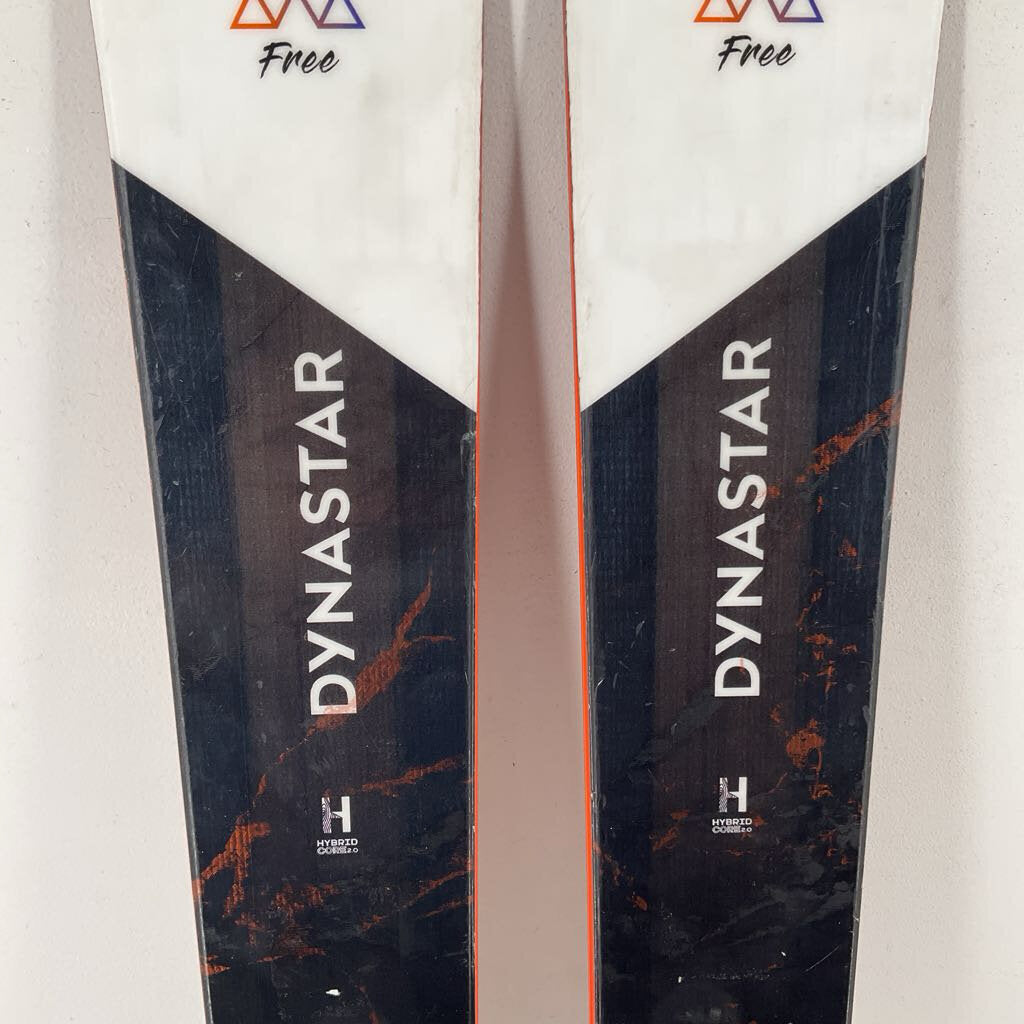 Free
DYNASTAR
H
HYBRID
CORE 2.0
Free
DYNASTAR
H
HYBRID
CORE 2.0